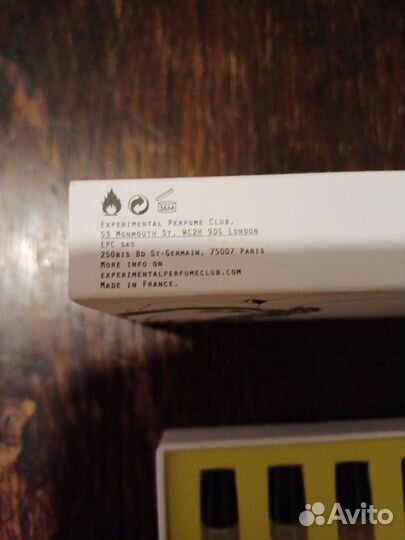 36M
EXPERIMENTAL PERFUME CLUB.
53 MONMOUTH ST, WC2H 9DG LONDON
EPC SAS
250BIS BD ST-GERMAIN, 75007 PARIS
MORE INFO ON
EXPERIMENTALPERFUMECLUB.COM
MADE IN FRANCE.
Avito